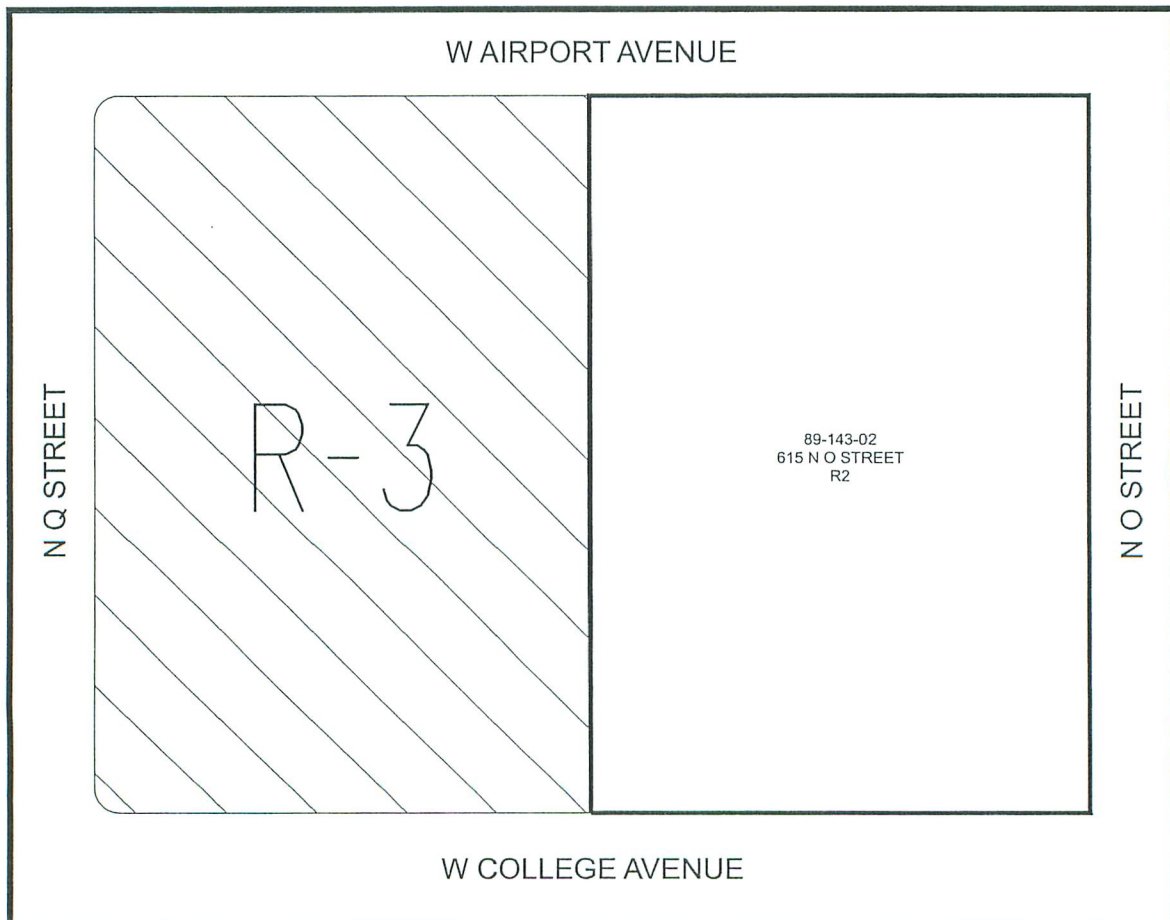 W AIRPORT AVENUE
N Q STREET
R-3
89-143-02
615 N O STREET
R2
N O STREET
W COLLEGE AVENUE